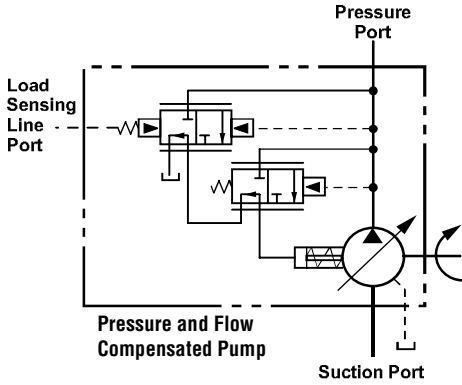 Pressure
Port
Load
Sensing
Line
Port
Pressure and Flow
Compensated Pump
Suction Port